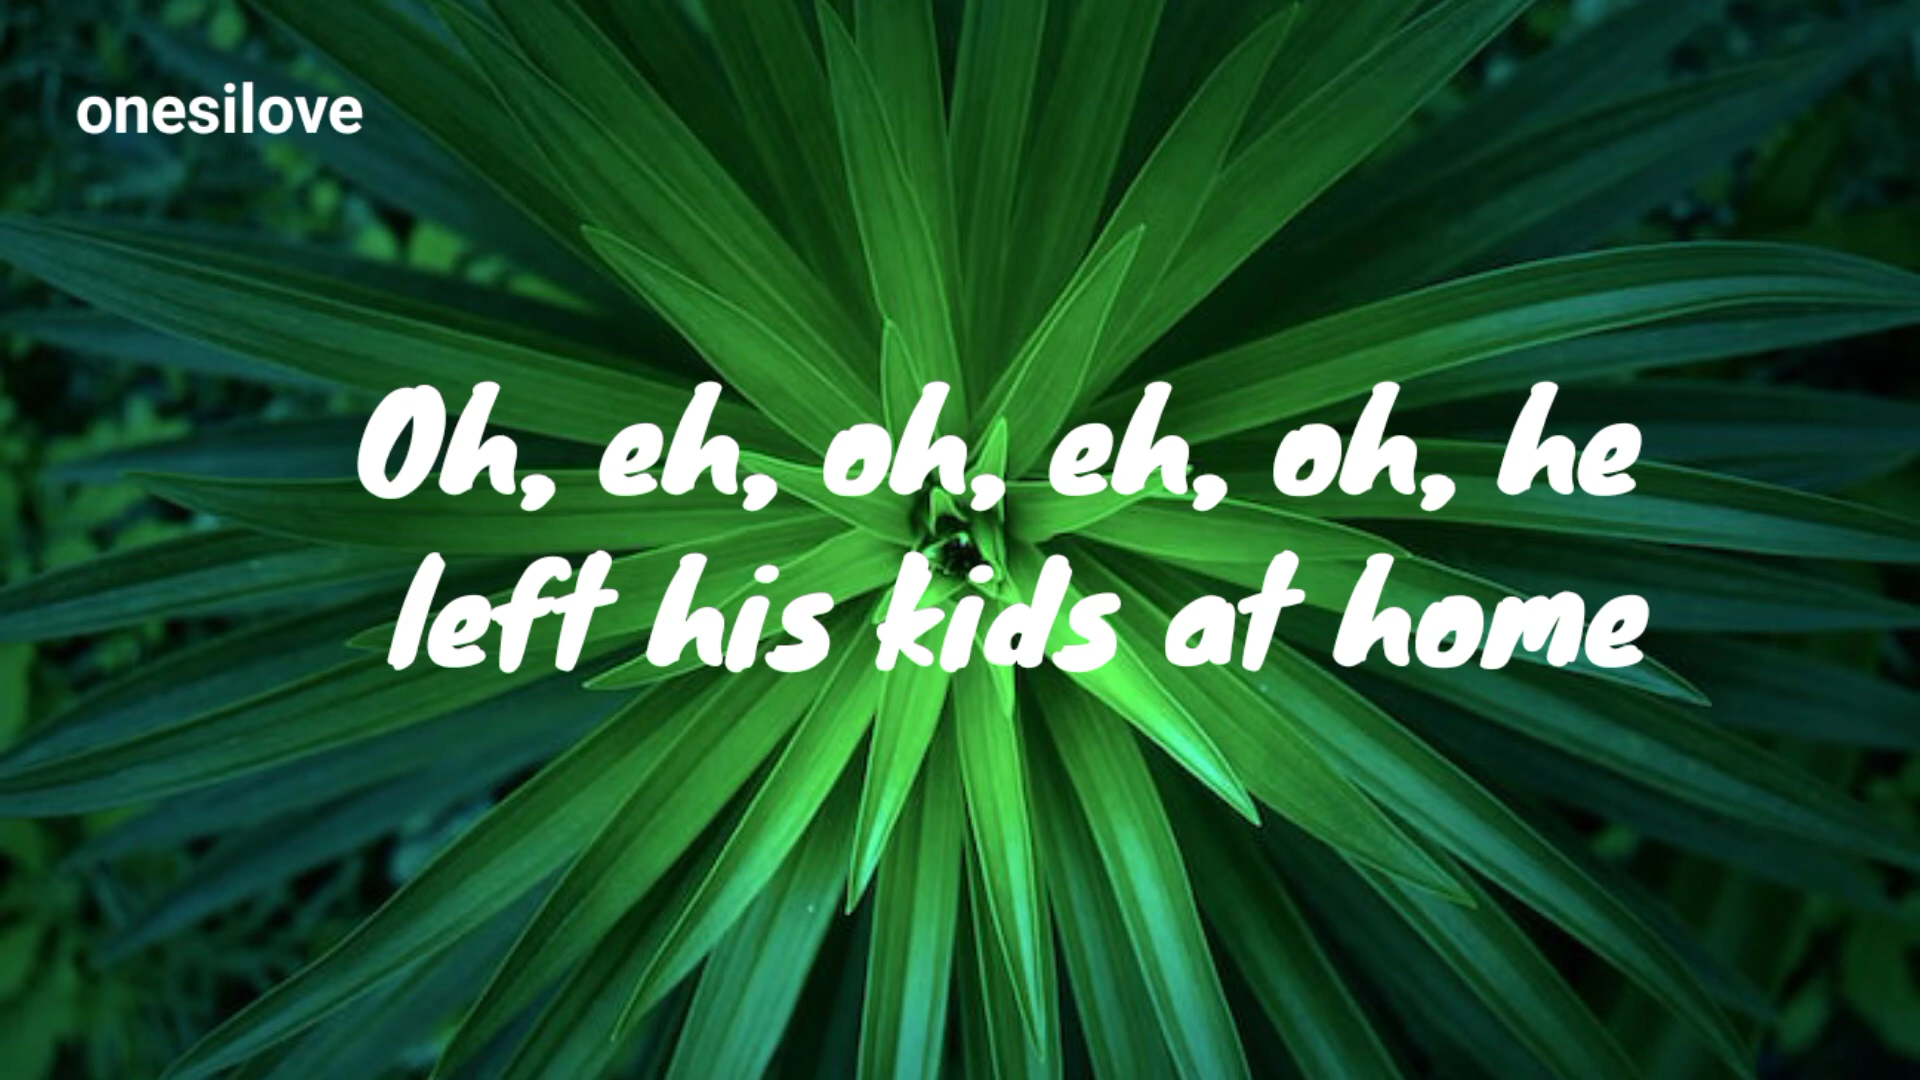 onesilove
Oh, eh, oh, eh, oh, he
left his kids at home